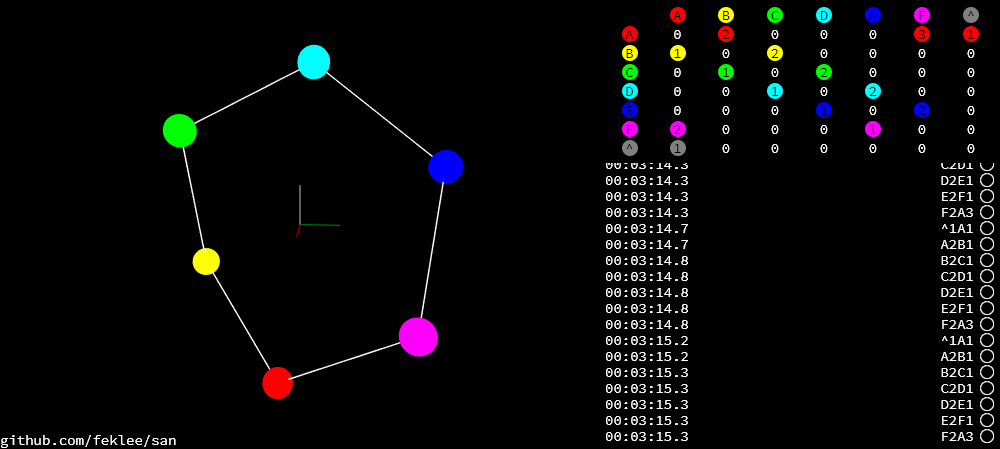 A B C D E F ^
A 0 2 0 0 0 3 1
B 1 0 2 0 0 0 0
C 0 1 0 2 0 0 0
D 0 0 1 0 2 0 0
E 0 0 0 1 0 2 0
F 2 0 0 0 1 0 0
^ 1 0 0 0 0 0 0
00:03:14.3 C2D1
00:03:14.3 D2E1
00:03:14.3 E2F1
00:03:14.3 F2A3
00:03:14.7 ^1A1
00:03:14.7 A2B1
00:03:14.8 B2C1
00:03:14.8 C2D1
00:03:14.8 D2E1
00:03:14.8 E2F1
00:03:14.8 F2A3
00:03:15.2 ^1A1
00:03:15.2 A2B1
00:03:15.3 B2C1
00:03:15.3 C2D1
00:03:15.3 D2E1
00:03:15.3 E2F1
00:03:15.3 F2A3
github.com/feklee/san